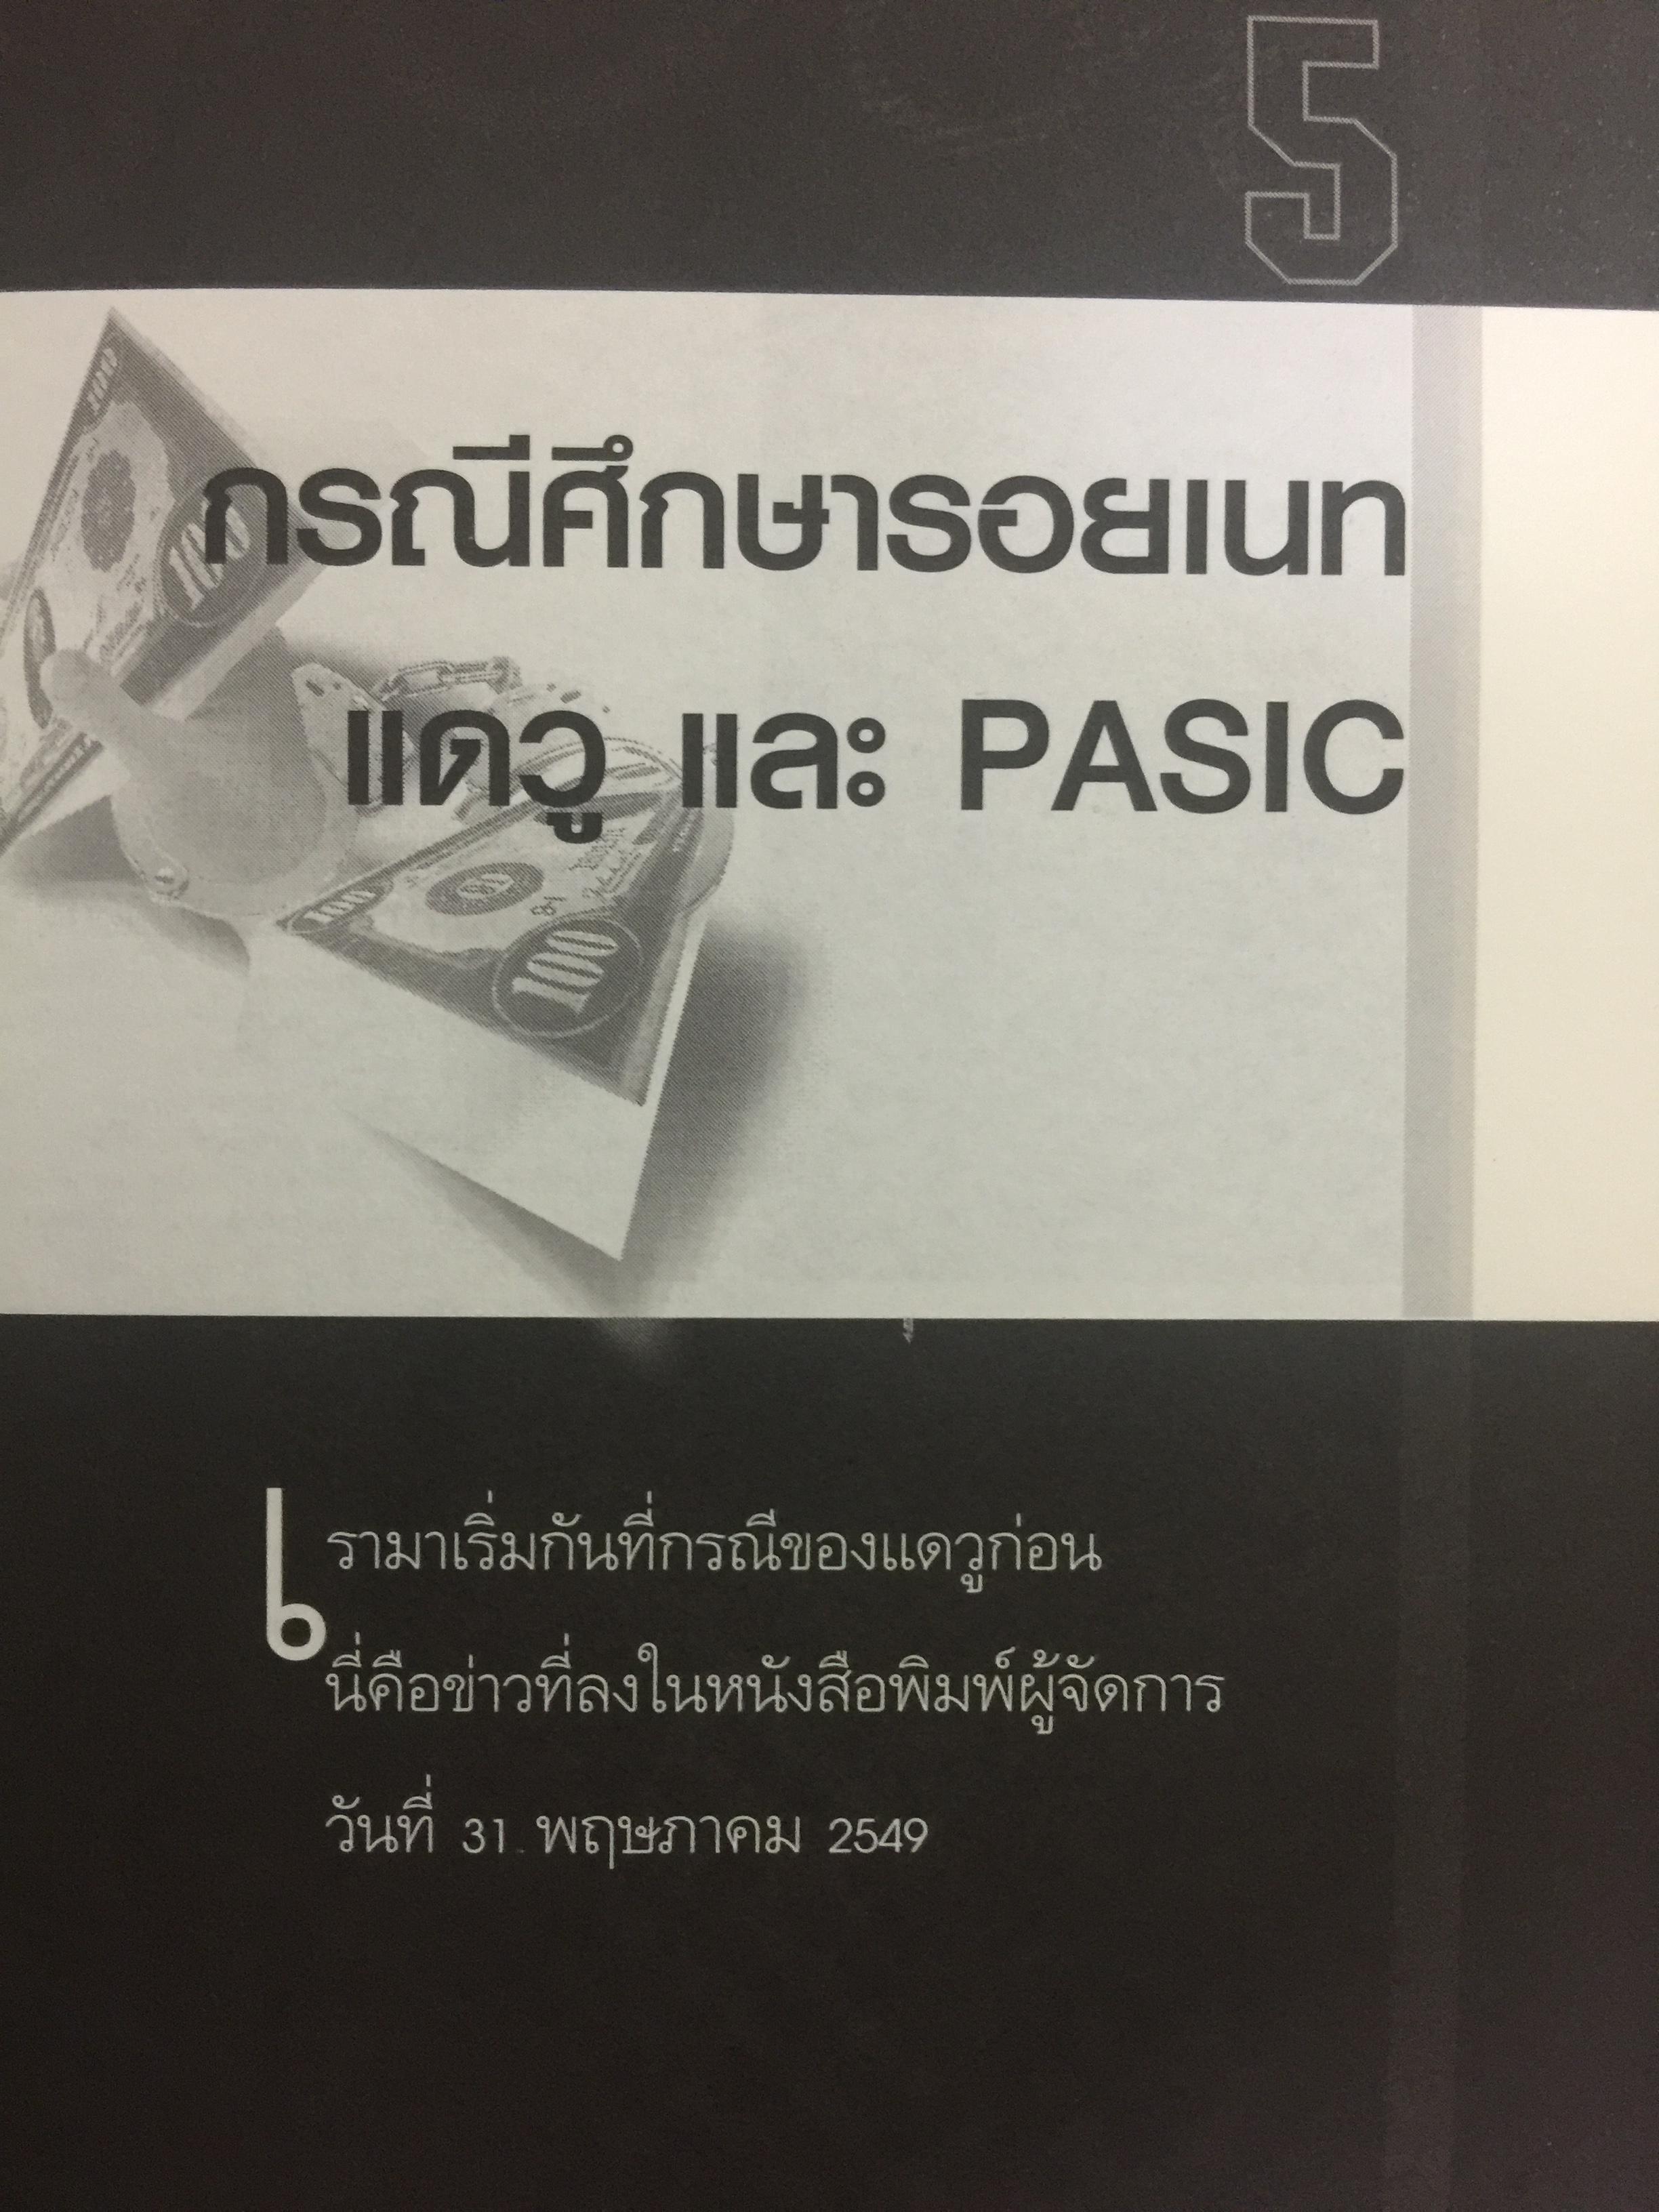 5
กรณีศึกษารอยเนท
แดวู และ PASIC
100
100
100
100
เรามาเริ่มกันที่กรณีของแดวูก่อน
นี่คือข่าวที่ลงในหนังสือพิมพ์ผู้จัดการ
วันที่ 31 พฤษภาคม 2549